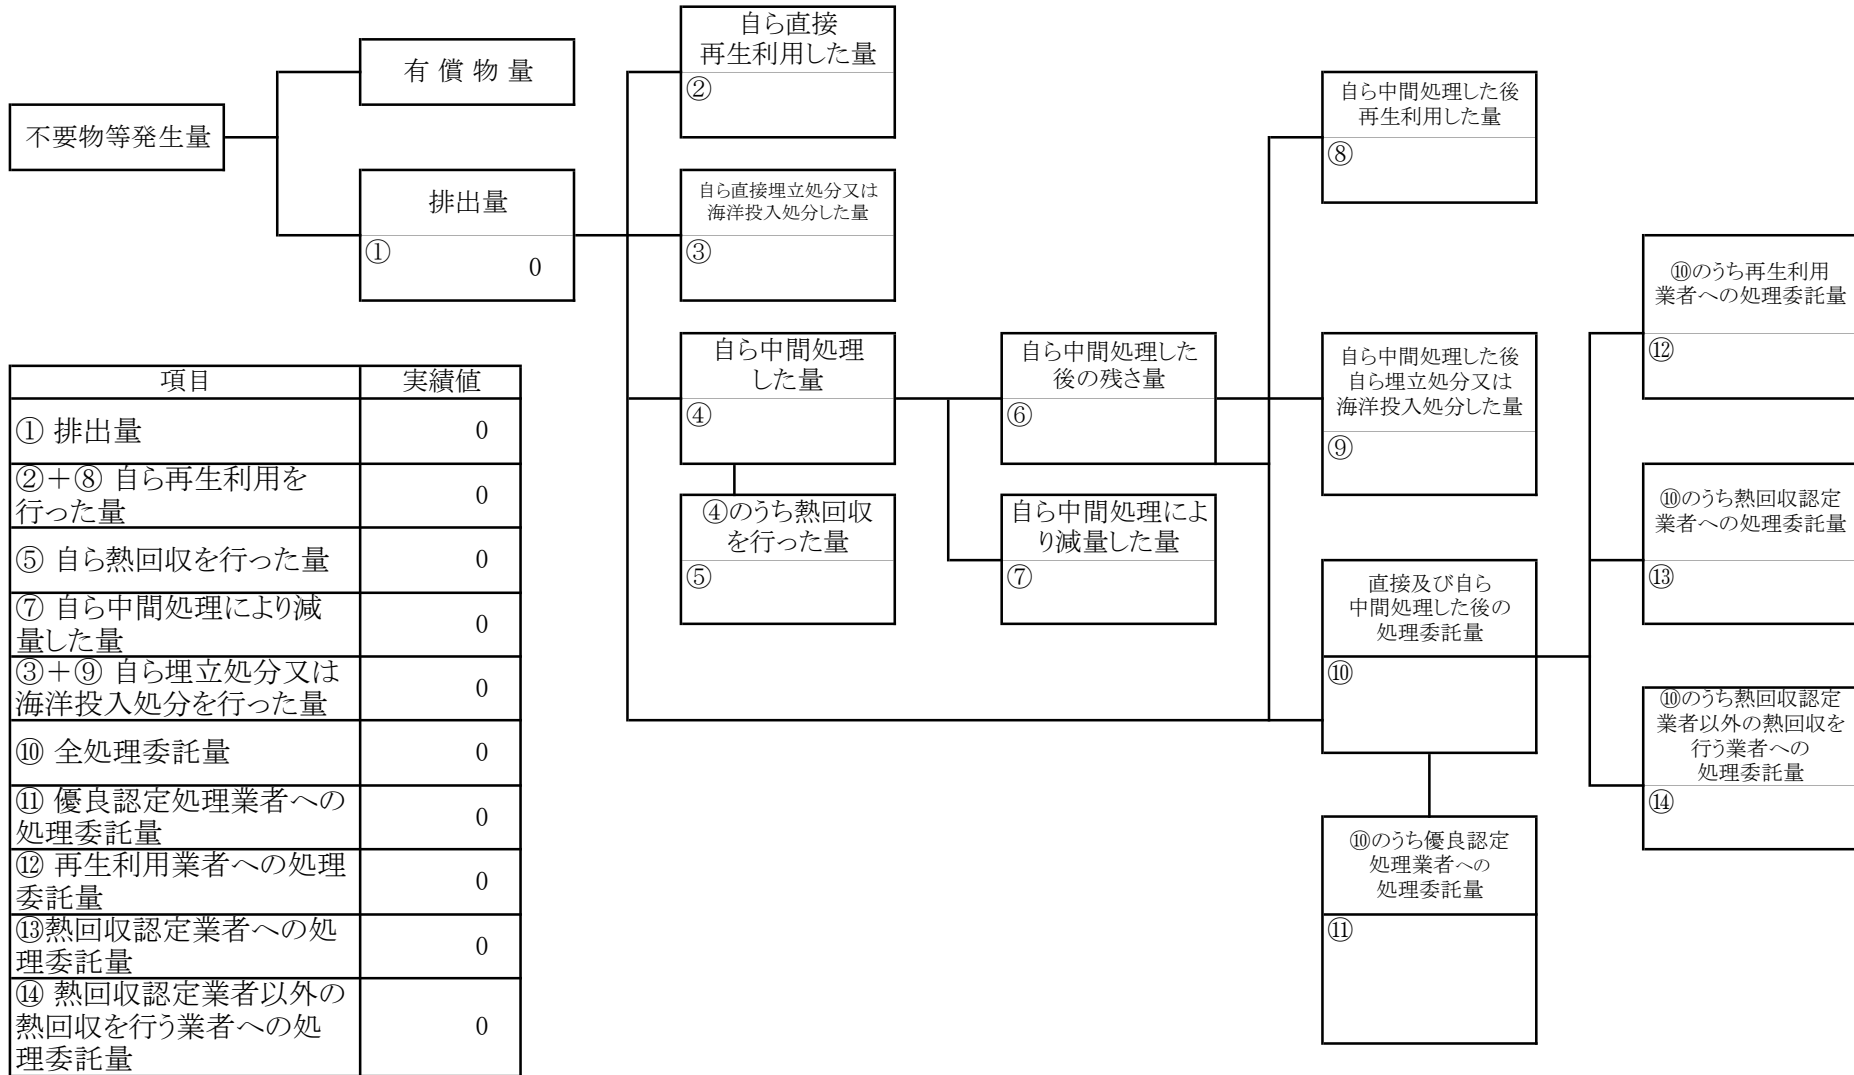 不要物等発生量
有 償 物 量
排出量
①
0
自ら直接
再生利用した量
②
自ら直接埋立処分又は
海洋投入処分した量
③
自ら中間処理
した量
④
④のうち熱回収
を行った量
⑤
自ら中間処理した
後の残さ量
⑥
自ら中間処理によ
り減量した量
⑦
自ら中間処理した後
再生利用した量
⑧
自ら中間処理した後
自ら埋立処分又は
海洋投入処分した量
⑨
直接及び自ら
中間処理した後の
処理委託量
⑩
⑩のうち優良認定
処理業者への
処理委託量
⑪
⑩のうち再生利用
業者への処理委託量
⑫
⑩のうち熱回収認定
業者への処理委託量
⑬
⑩のうち熱回収認定
業者以外の熱回収を
行う業者への
処理委託量
⑭
項目 実績値
① 排出量 0
②＋⑧ 自ら再生利用を
行った量 0
⑤ 自ら熱回収を行った量 0
⑦ 自ら中間処理により減
量した量 0
③＋⑨ 自ら埋立処分又は
海洋投入処分を行った量 0
⑩ 全処理委託量 0
⑪ 優良認定処理業者への
処理委託量 0
⑫ 再生利用業者への処理
委託量 0
⑬熱回収認定業者への処
理委託量 0
⑭ 熱回収認定業者以外の
熱回収を行う業者への処
理委託量 0